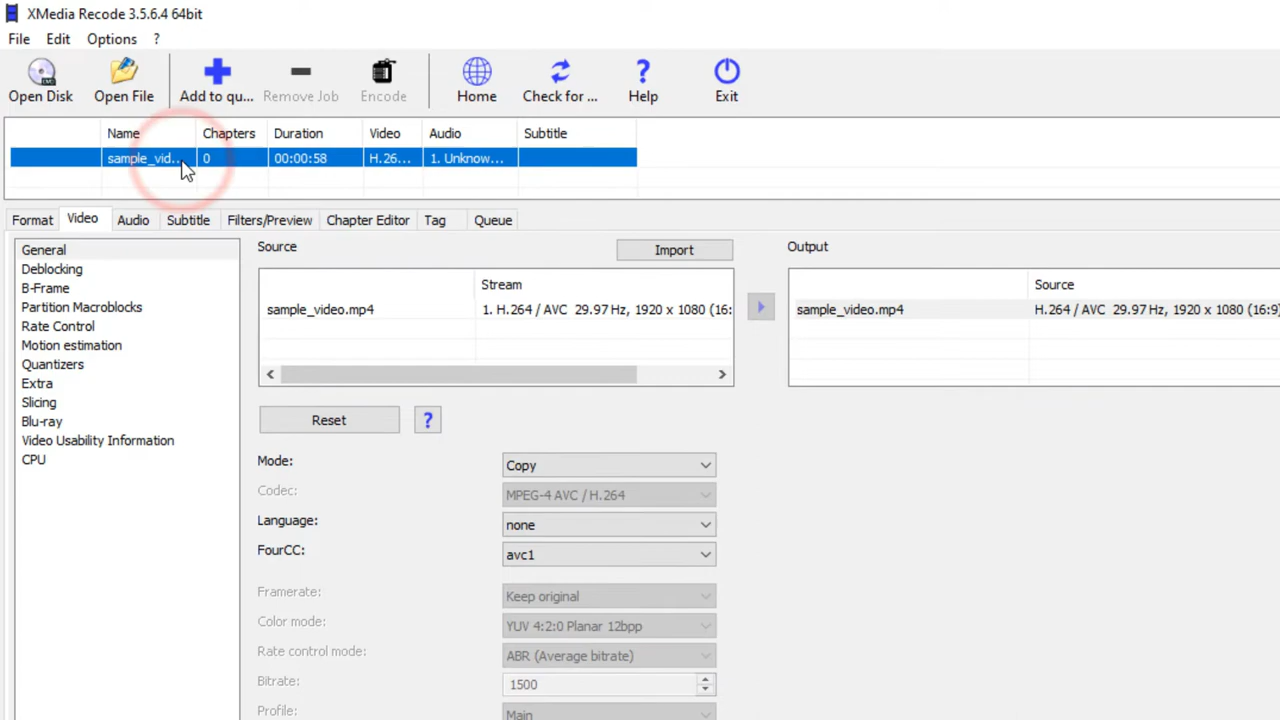 XMedia Recode 3.5.6.4 64bit
File Edit Options ?
Open Disk Open File Add to qu... Remove Job Encode Home Check for ... Help Exit
Name Chapters Duration Video Audio Subtitle
sample_vid... 0 00:00:58 H.26... 1. Unknow...
Format Video Audio Subtitle Filters/Preview Chapter Editor Tag Queue
General
Deblocking
B-Frame
Partition Macroblocks
Rate Control
Motion estimation
Quantizers
Extra
Slicing
Blu-ray
Video Usability Information
CPU
Source Import Output
Stream Source
sample_video.mp4 1. H.264 / AVC 29.97 Hz, 1920 x 1080 (16: sample_video.mp4 H.264 / AVC 29.97 Hz, 1920 x 1080 (16:9)
Reset ?
Mode: Copy
Codec: MPEG-4 AVC / H.264
Language: none
FourCC: avc1
Framerate: Keep original
Color mode: YUV 4:2:0 Planar 12bpp
Rate control mode: ABR (Average bitrate)
Bitrate: 1500
Profile: Main